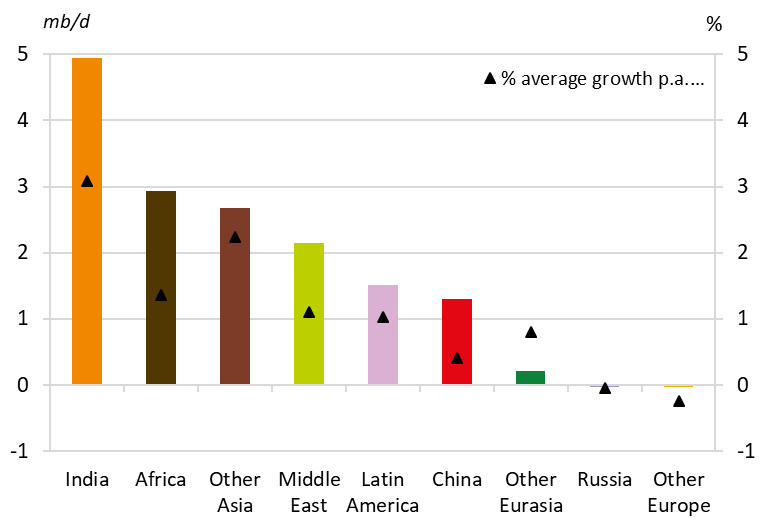 mb/d %
5 5
% average growth p.a....
4 4
3 3
2 2
1 1
0 0
-1 -1
India Africa Other Middle Latin China Other Russia Other
Asia East America Eurasia Europe